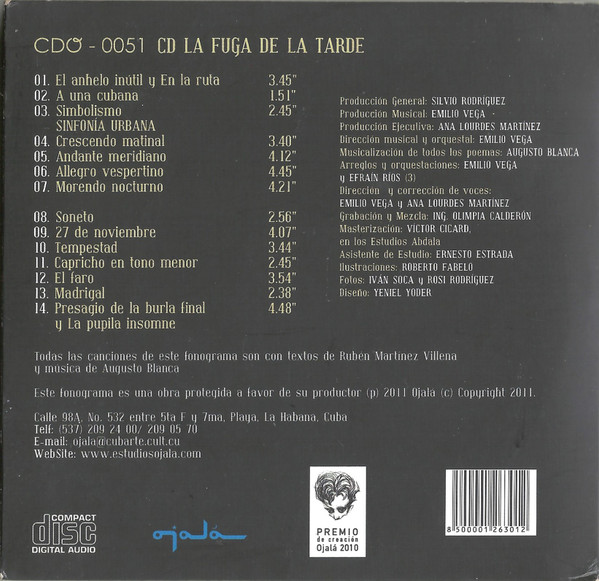 CDO - 0051 CD LA FUGA DE LA TARDE
01. El anhelo inútil y En la ruta 3.45"
02. A una cubana 1.51"
03. Simbolismo 2.45"
SINFONÍA URBANA
04. Crescendo matinal 3.40"
05. Andante meridiano 4.12"
06. Allegro vespertino 4.45"
07. Morendo nocturno 4.21"
08. Soneto 2.56"
09. 27 de noviembre 4.07"
10. Tempestad 3.44"
11. Capricho en tono menor 2.45"
12. El faro 3.54"
13. Madrigal 2.38"
14. Presagio de la burla final 4.48"
y La pupila insomne
Producción General: SILVIO RODRÍGUEZ
Producción Musical: EMILIO VEGA -
Producción Ejecutiva: ANA LOURDES MARTÍNEZ
Dirección musical y orquestal: EMILIO VEGA
Musicalización de todos los poemas: AUGUSTO BLANCA
Arreglos y orquestaciones: EMILIO VEGA
y EFRAÍN RÍOS (3)
Dirección y corrección de voces:
EMILIO VEGA y ANA LOURDES MARTÍNEZ
Grabación y Mezcla: ING. OLIMPIA CALDERÓN
Masterización: VÍCTOR CICARD,
en los Estudios Abdala
Asistente de Estudio: ERNESTO ESTRADA
Ilustraciones: ROBERTO FABELO
Fotos: IVÁN SOCA y ROSI RODRÍGUEZ
Diseño: YENIEL YODER
Todas las canciones de este fonograma son con textos de Rubén Martínez Villena
y música de Augusto Blanca
Este fonograma es una obra protegida a favor de su productor (p) 2011 Ojalá (c) Copyright 2011.
Calle 98A, No. 532 entre 5ta F y 7ma, Playa, La Habana, Cuba
Telf: (537) 209 24 00/ 209 05 70
E-mail: ojala@cubarte.cult.cu
WebSite: www.estudiosojala.com
COMPACT
disc
DIGITAL AUDIO
ojalá
PREMIO
de creación
Ojalá 2010
8 500001 263012